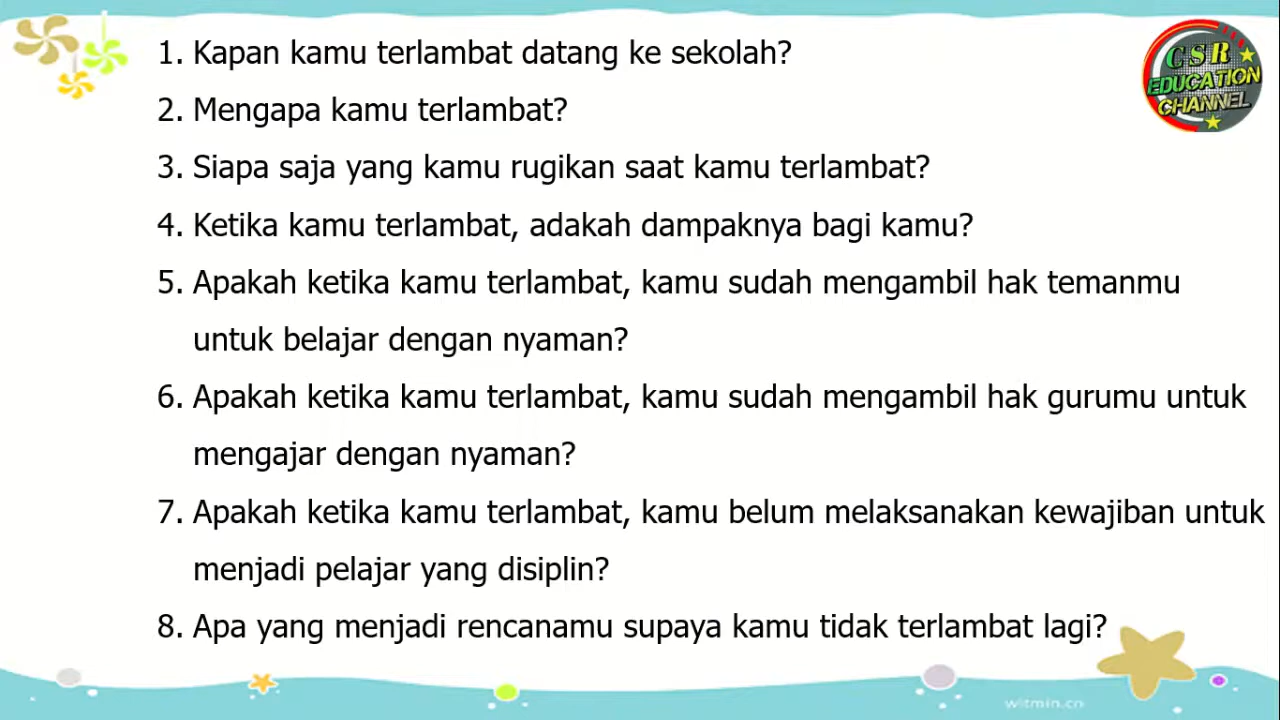 1. Kapan kamu terlambat datang ke sekolah?
2. Mengapa kamu terlambat?
3. Siapa saja yang kamu rugikan saat kamu terlambat?
4. Ketika kamu terlambat, adakah dampaknya bagi kamu?
5. Apakah ketika kamu terlambat, kamu sudah mengambil hak temanmu
untuk belajar dengan nyaman?
6. Apakah ketika kamu terlambat, kamu sudah mengambil hak gurumu untuk
mengajar dengan nyaman?
7. Apakah ketika kamu terlambat, kamu belum melaksanakan kewajiban untuk
menjadi pelajar yang disiplin?
8. Apa yang menjadi rencanamu supaya kamu tidak terlambat lagi?
CSR
EDUCATION
CHANNEL
witmin.cn